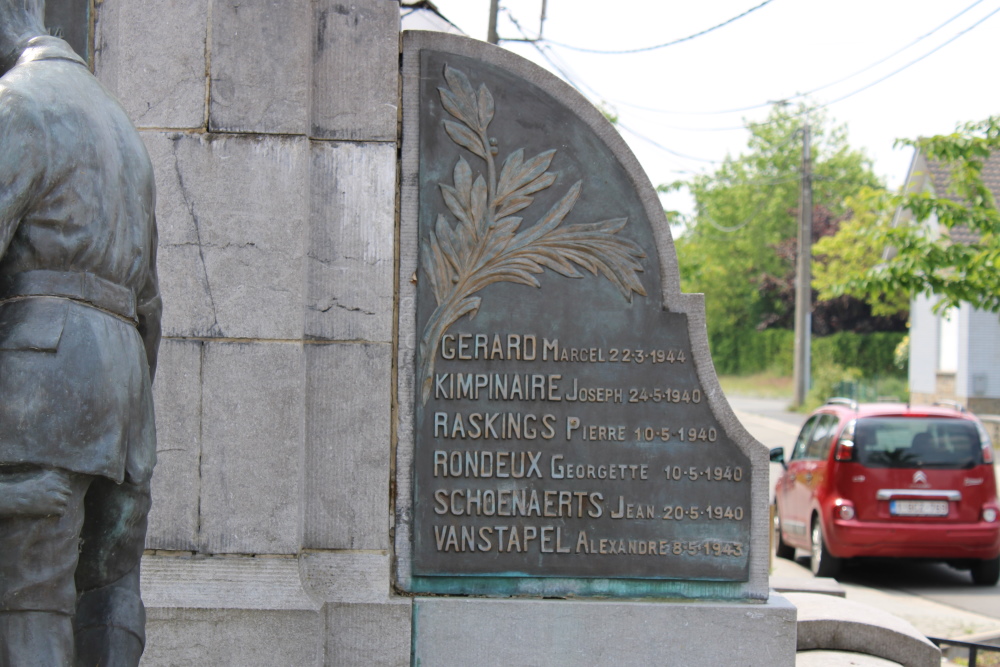 GERARD MARCEL 22-3-1944
KIMPINAIRE JOSEPH 24-5-1940
RASKINGS PIERRE 10-5-1940
RONDEUX GEORGETTE 10-5-1940
SCHOENAERTS JEAN 20-5-1940
VANSTAPEL ALEXANDRE 8-5-1943